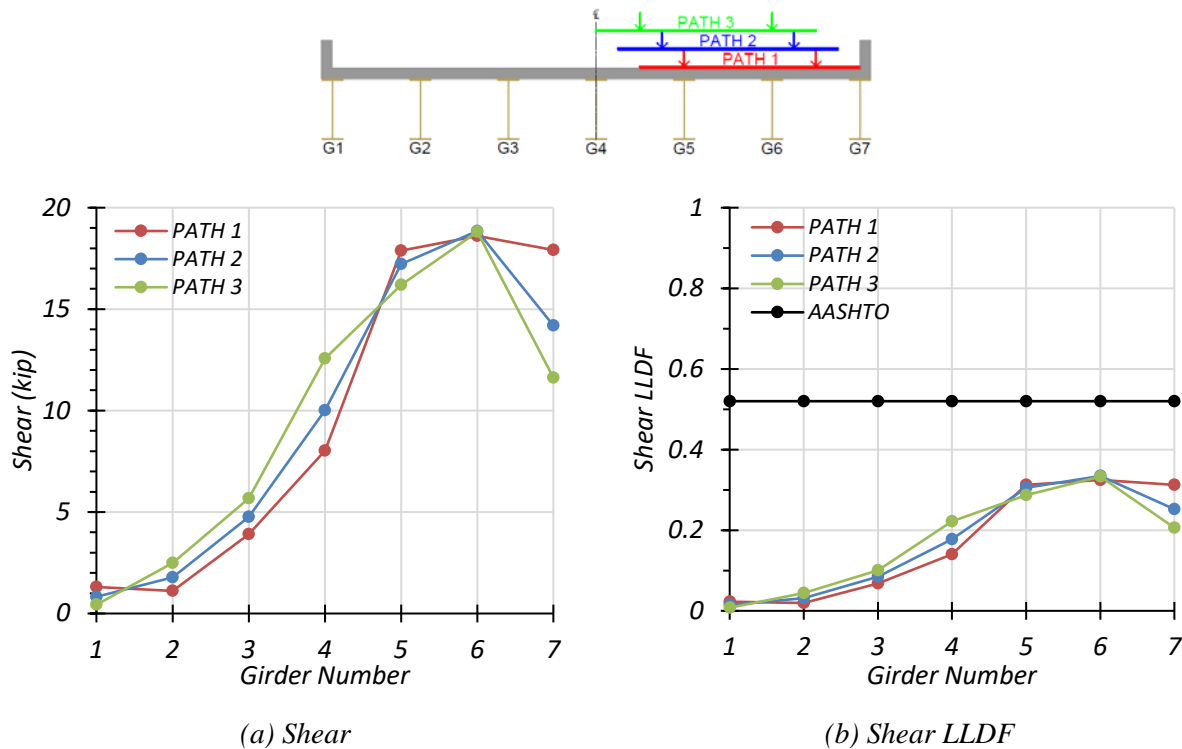 ℄
PATH 3
PATH 2
PATH 1
G1 G2 G3 G4 G5 G6 G7
20
15
10
5
0
Shear (kip)
PATH 1
PATH 2
PATH 3
1 2 3 4 5 6 7
Girder Number
(a) Shear
1
0.8
0.6
0.4
0.2
0
Shear LLDF
PATH 1
PATH 2
PATH 3
AASHTO
1 2 3 4 5 6 7
Girder Number
(b) Shear LLDF